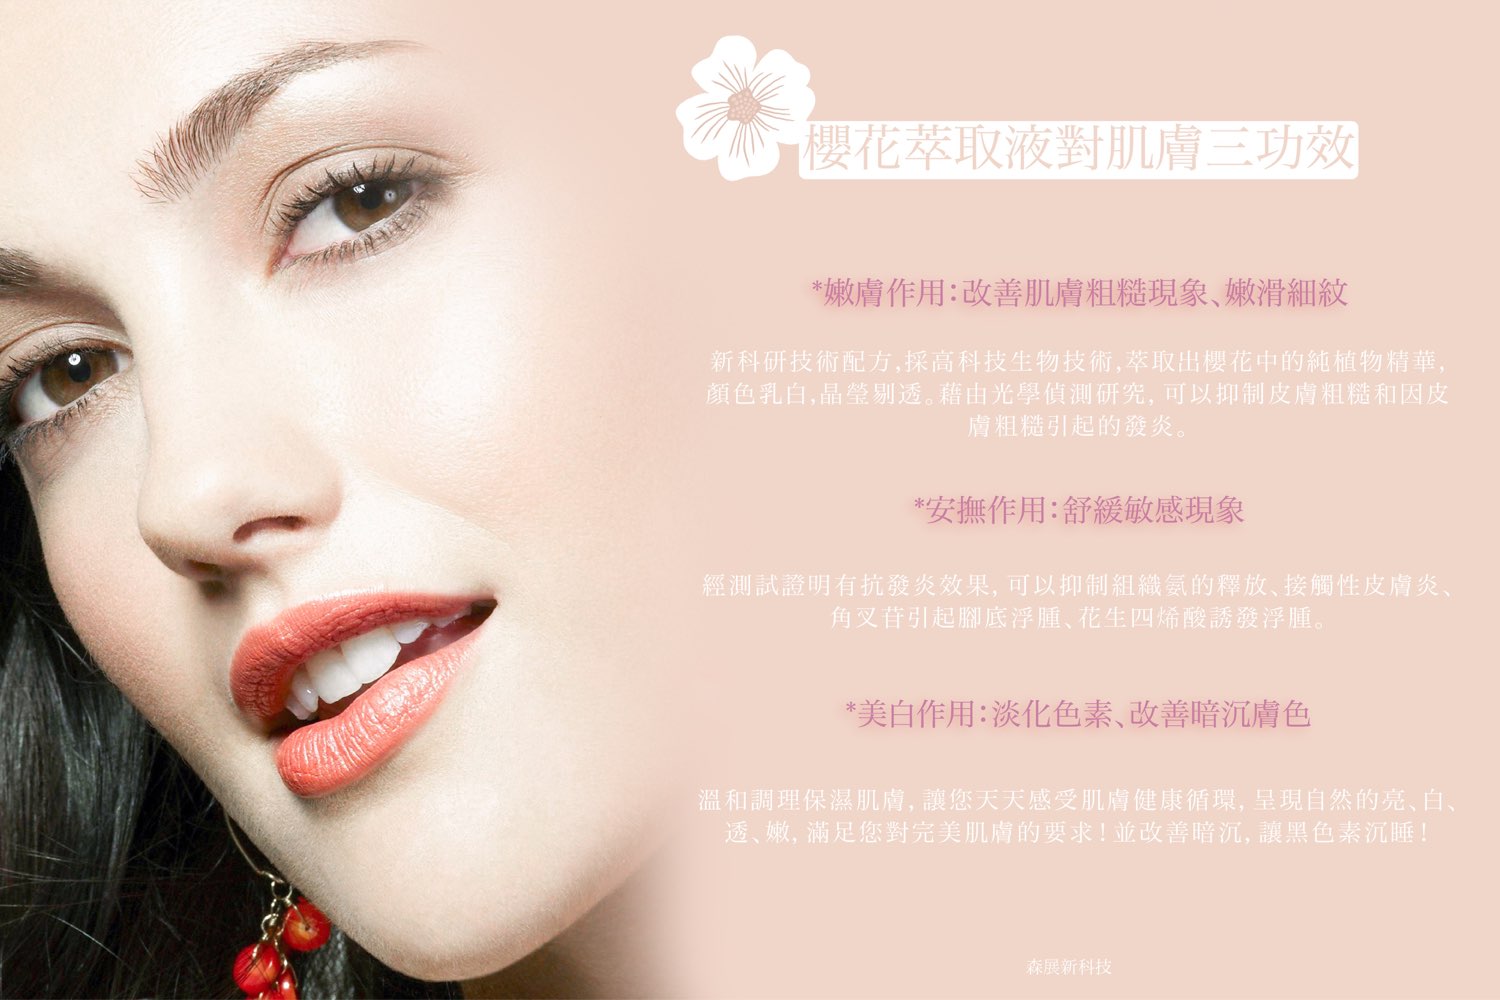 櫻花萃取液對肌膚三功效
*嫩膚作用:改善肌膚粗糙現象、嫩滑細紋
新科研技術配方,採高科技生物技術,萃取出櫻花中的純植物精華,
顏色乳白,晶瑩剔透。藉由光學偵測研究, 可以抑制皮膚粗糙和因皮
膚粗糙引起的發炎。
*安撫作用:舒緩敏感現象
經測試證明有抗發炎效果, 可以抑制組織氨的釋放、接觸性皮膚炎、
角叉苷引起腳底浮腫、花生四烯酸誘發浮腫。
*美白作用:淡化色素、改善暗沉膚色
溫和調理保濕肌膚, 讓您天天感受肌膚健康循環, 呈現自然的亮、白、
透、嫩, 滿足您對完美肌膚的要求!並改善暗沉, 讓黑色素沉睡!
森展新科技